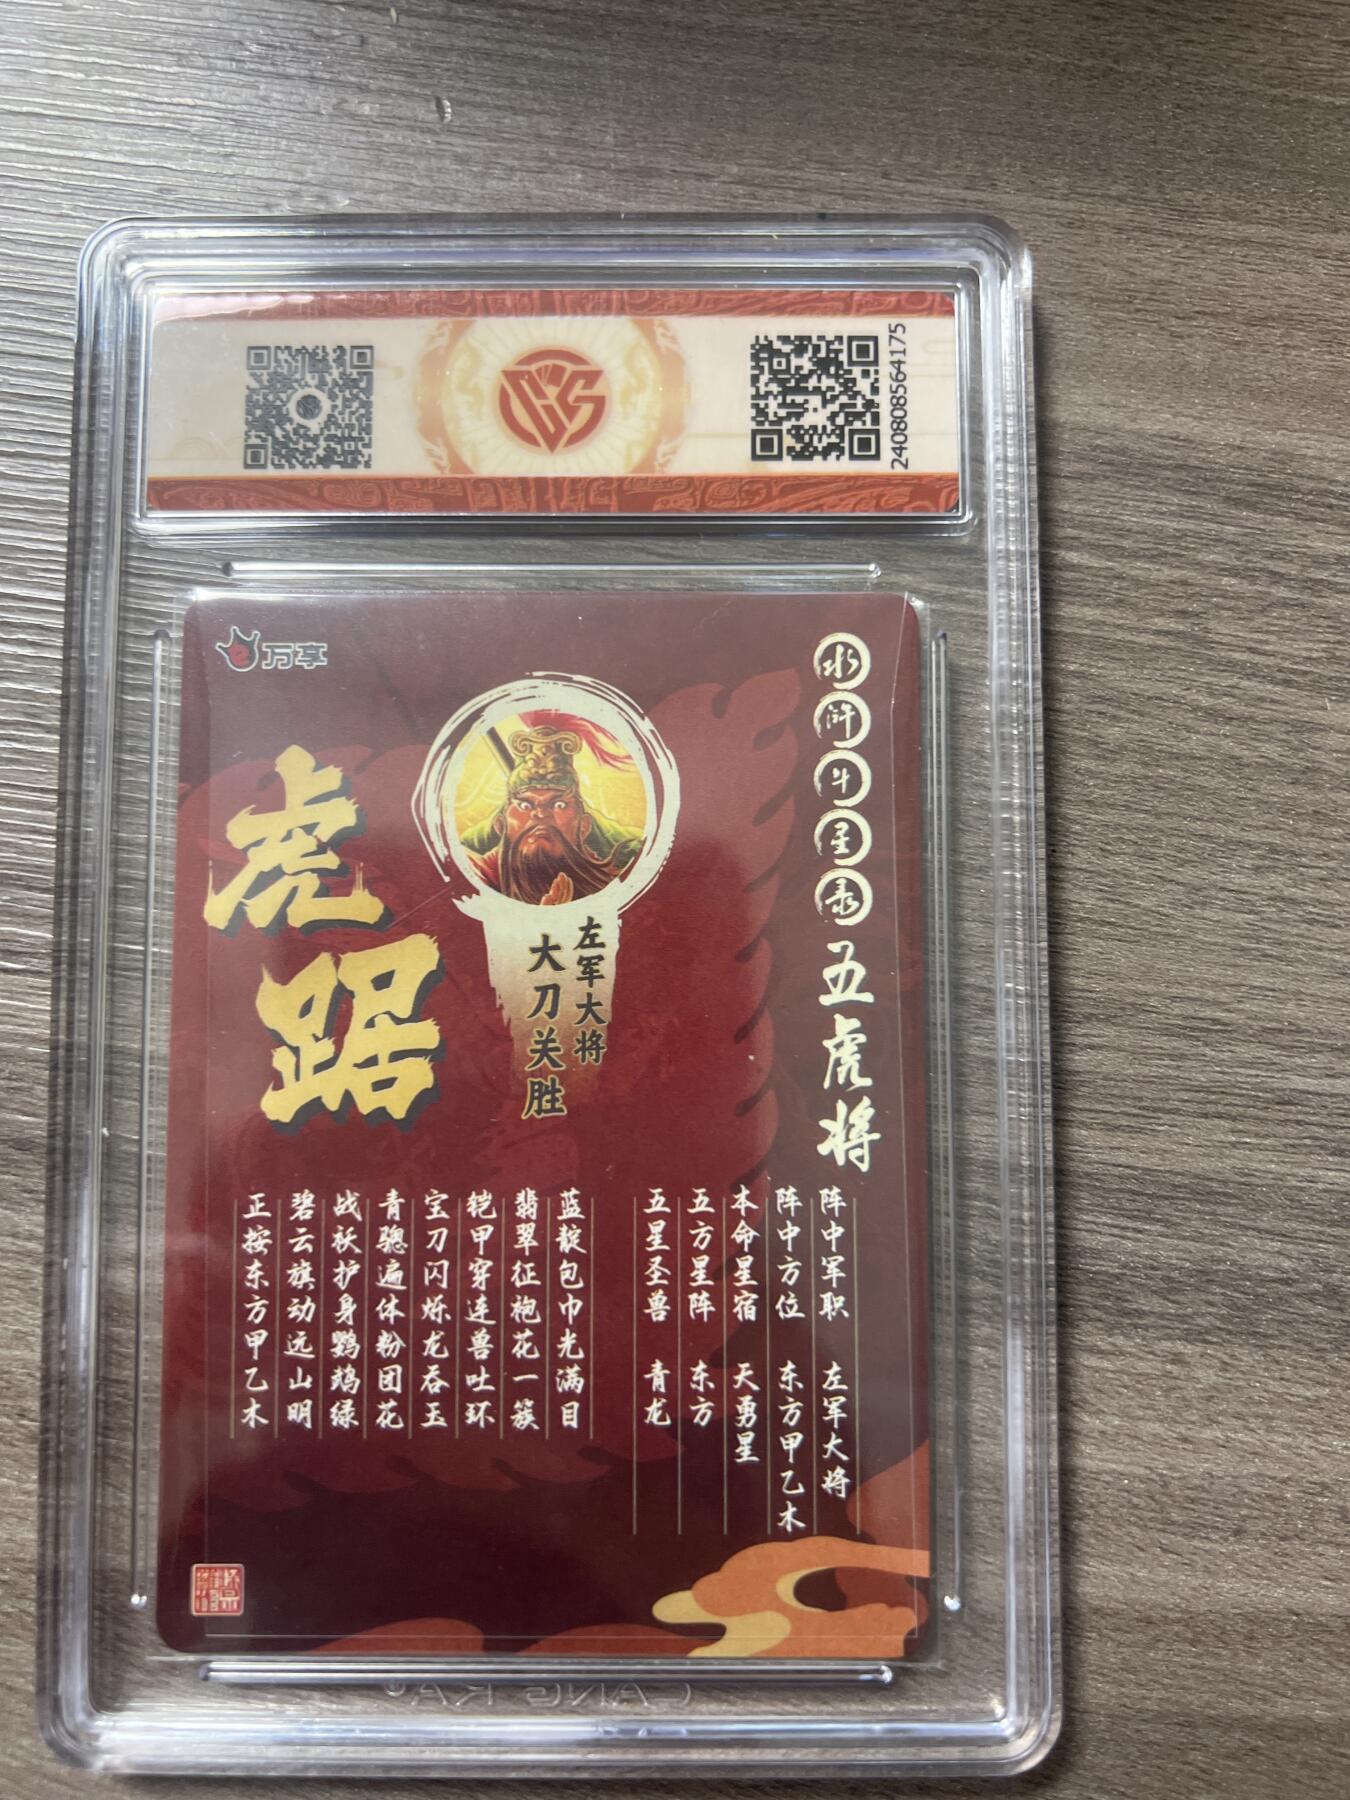 240808564175
万享
水浒斗星录 五虎将
虎踞
左军大将
大刀关胜
阵中军职 左军大将
阵中方位 东方甲乙木
本命星宿 天勇星
五方星阵 东方
五星圣兽 青龙
蓝靛包巾光满目
翡翠征袍花一簇
铠甲穿连兽吐环
宝刀闪烁龙吞玉
青骢遍体粉团花
战袄护身鹦鹉绿
碧云旗动远山明
正按东方甲乙木
CANG KA